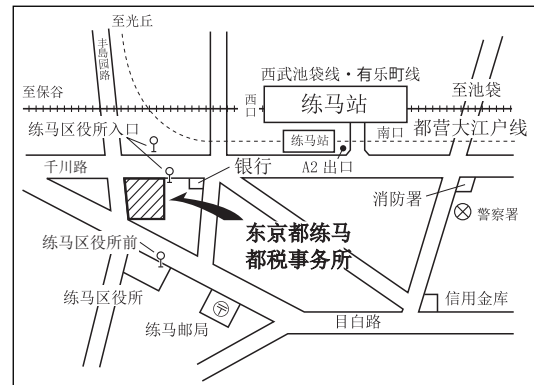 至光丘
丰岛园路
西武池袋线・有乐町线
至保谷
西口
练马站
至池袋
练马区役所入口
练马站
南口
都营大江户线
千川路
银行
A2 出口
消防署
东京都练马
都税事务所
警察署
练马区役所前
练马区役所
信用金库
练马邮局
目白路